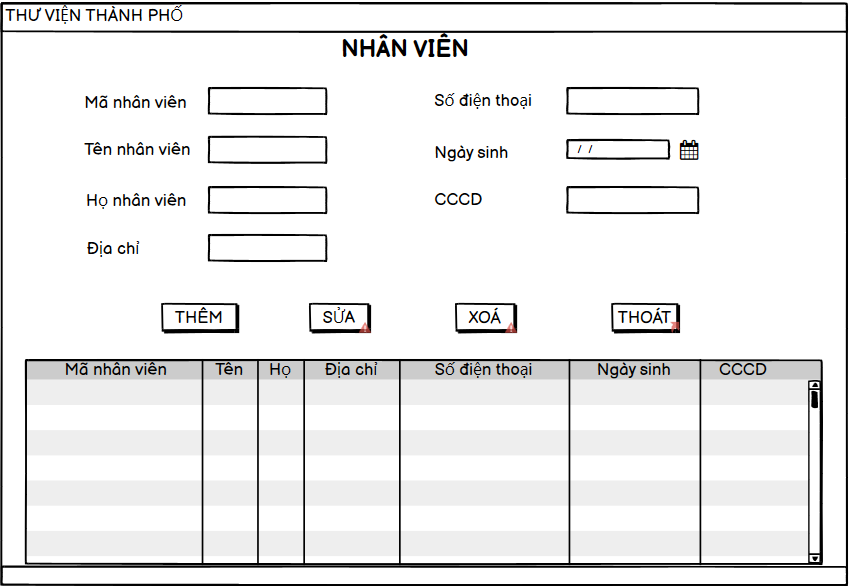 THƯ VIỆN THÀNH PHỐ
NHÂN VIÊN
Mã nhân viên
Số điện thoại
Tên nhân viên
Ngày sinh
/ /
Họ nhân viên
CCCD
Địa chỉ
THÊM
SỬA
XOÁ
THOÁT
Mã nhân viên Tên Họ Địa chỉ Số điện thoại Ngày sinh CCCD